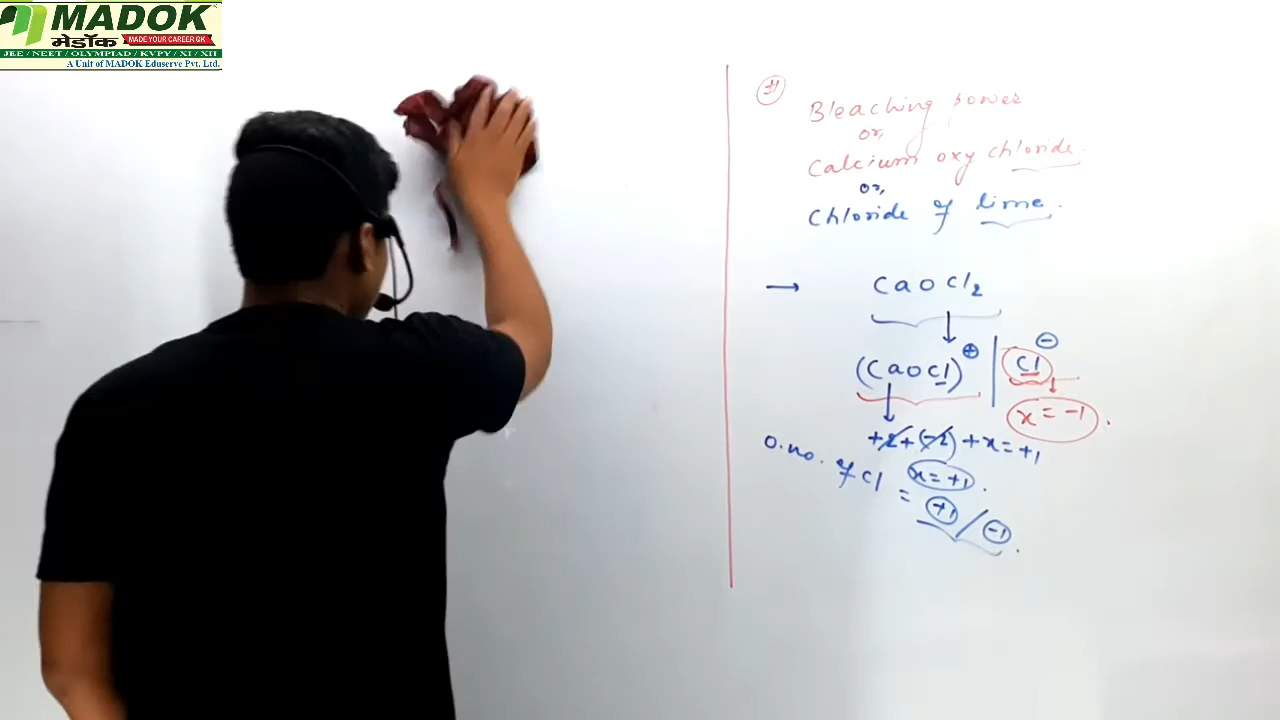 MADOK
मेडॉक MADE YOUR CAREER GK
JEE / NEET / OLYMPIAD / KVPY / XI / XII
A Unit of MADOK Eduserve Pvt. Ltd.
Bleaching power
or,
Calcium oxy chloride.
or,
Chloride of lime.
→ CaOCl₂
(CaOCl)⊕ | Cl⊖
x = -1.
+2+(-2)+x=+1
x=+1.
O.no. of Cl = +1/-1.